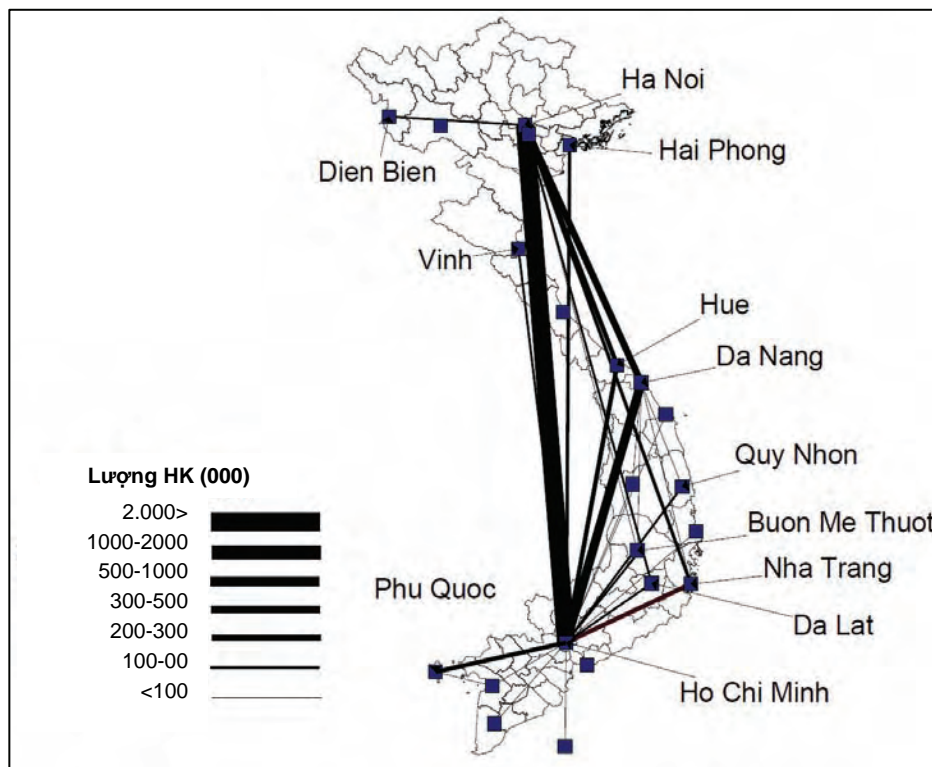 Ha Noi
Hai Phong
Dien Bien
Vinh
Hue
Da Nang
Quy Nhon
Buon Me Thuot
Nha Trang
Da Lat
Ho Chi Minh
Phu Quoc
Lượng HK (000)
2.000>
1000-2000
500-1000
300-500
200-300
100-00
<100